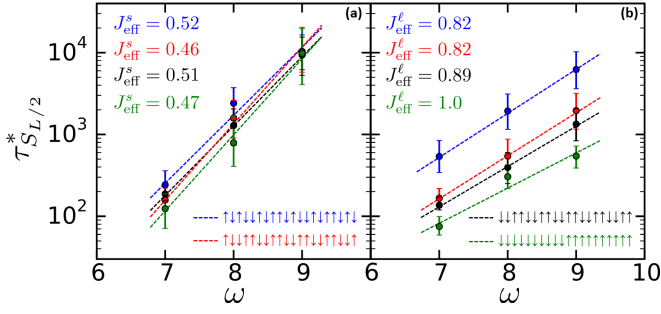 (a)
J^s_eff = 0.52
J^s_eff = 0.46
J^s_eff = 0.51
J^s_eff = 0.47
(b)
J^ℓ_eff = 0.82
J^ℓ_eff = 0.82
J^ℓ_eff = 0.89
J^ℓ_eff = 1.0
τ*_{S_{L/2}}
10^4
10^3
10^2
6 7 8 9 6 7 8 9 10
ω ω